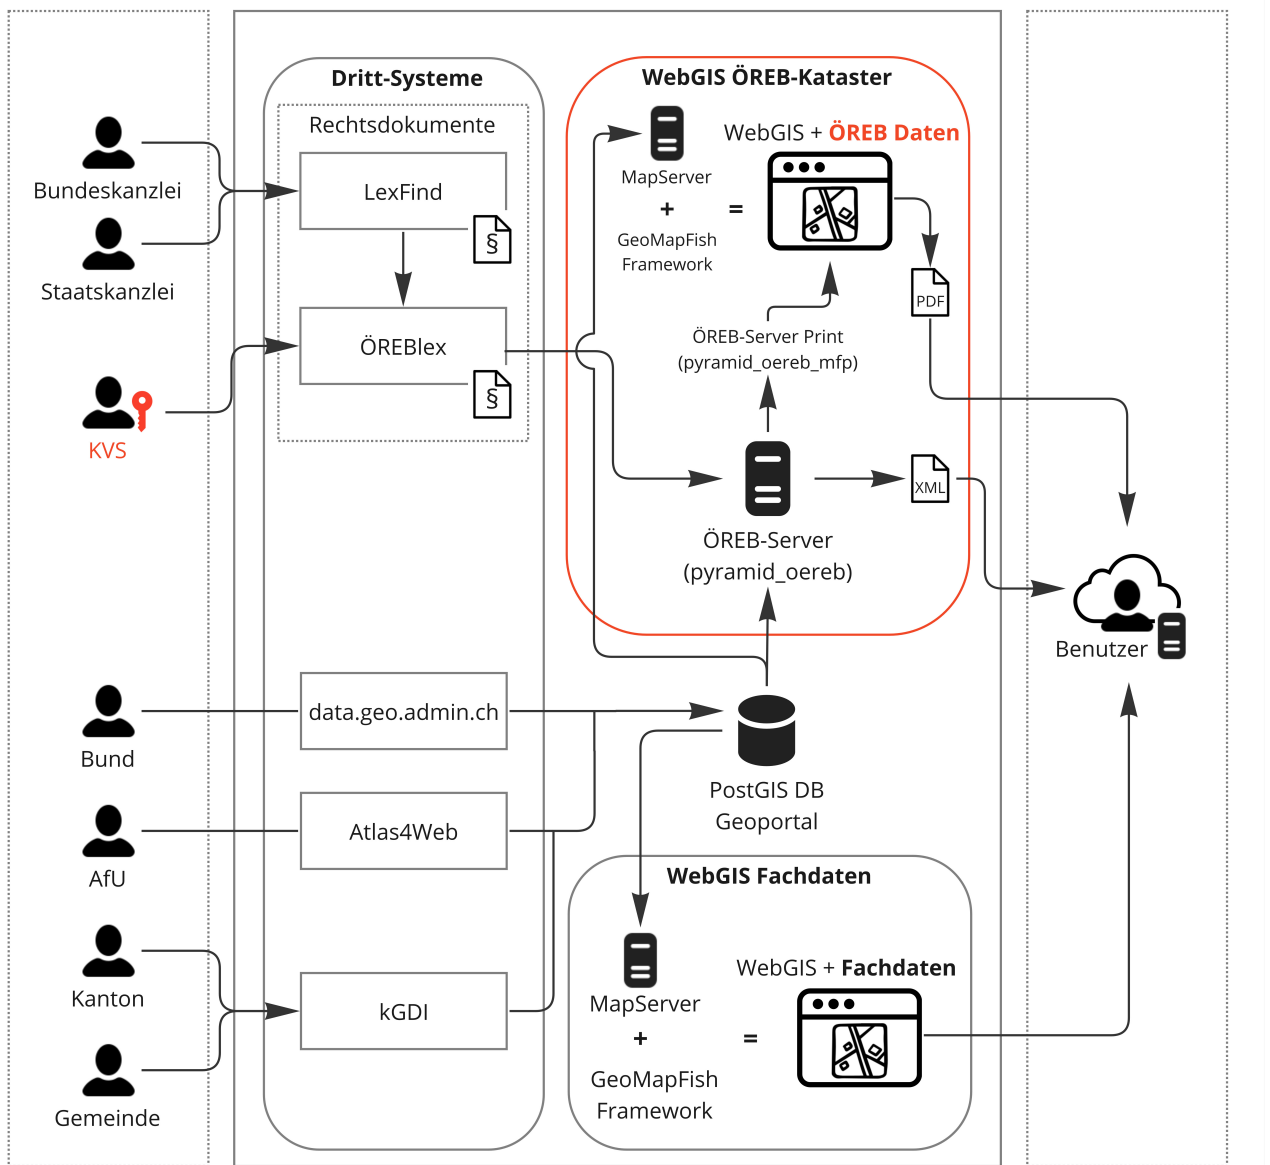 Bundeskanzlei
Staatskanzlei
KVS
Bund
AfU
Kanton
Gemeinde
Dritt-Systeme
Rechtsdokumente
LexFind
§
ÖREBlex
§
data.geo.admin.ch
Atlas4Web
kGDI
WebGIS ÖREB-Kataster
MapServer
+
GeoMapFish
Framework
=
WebGIS + ÖREB Daten
PDF
ÖREB-Server Print
(pyramid_oereb_mfp)
XML
ÖREB-Server
(pyramid_oereb)
PostGIS DB
Geoportal
WebGIS Fachdaten
MapServer
+
GeoMapFish
Framework
=
WebGIS + Fachdaten
Benutzer